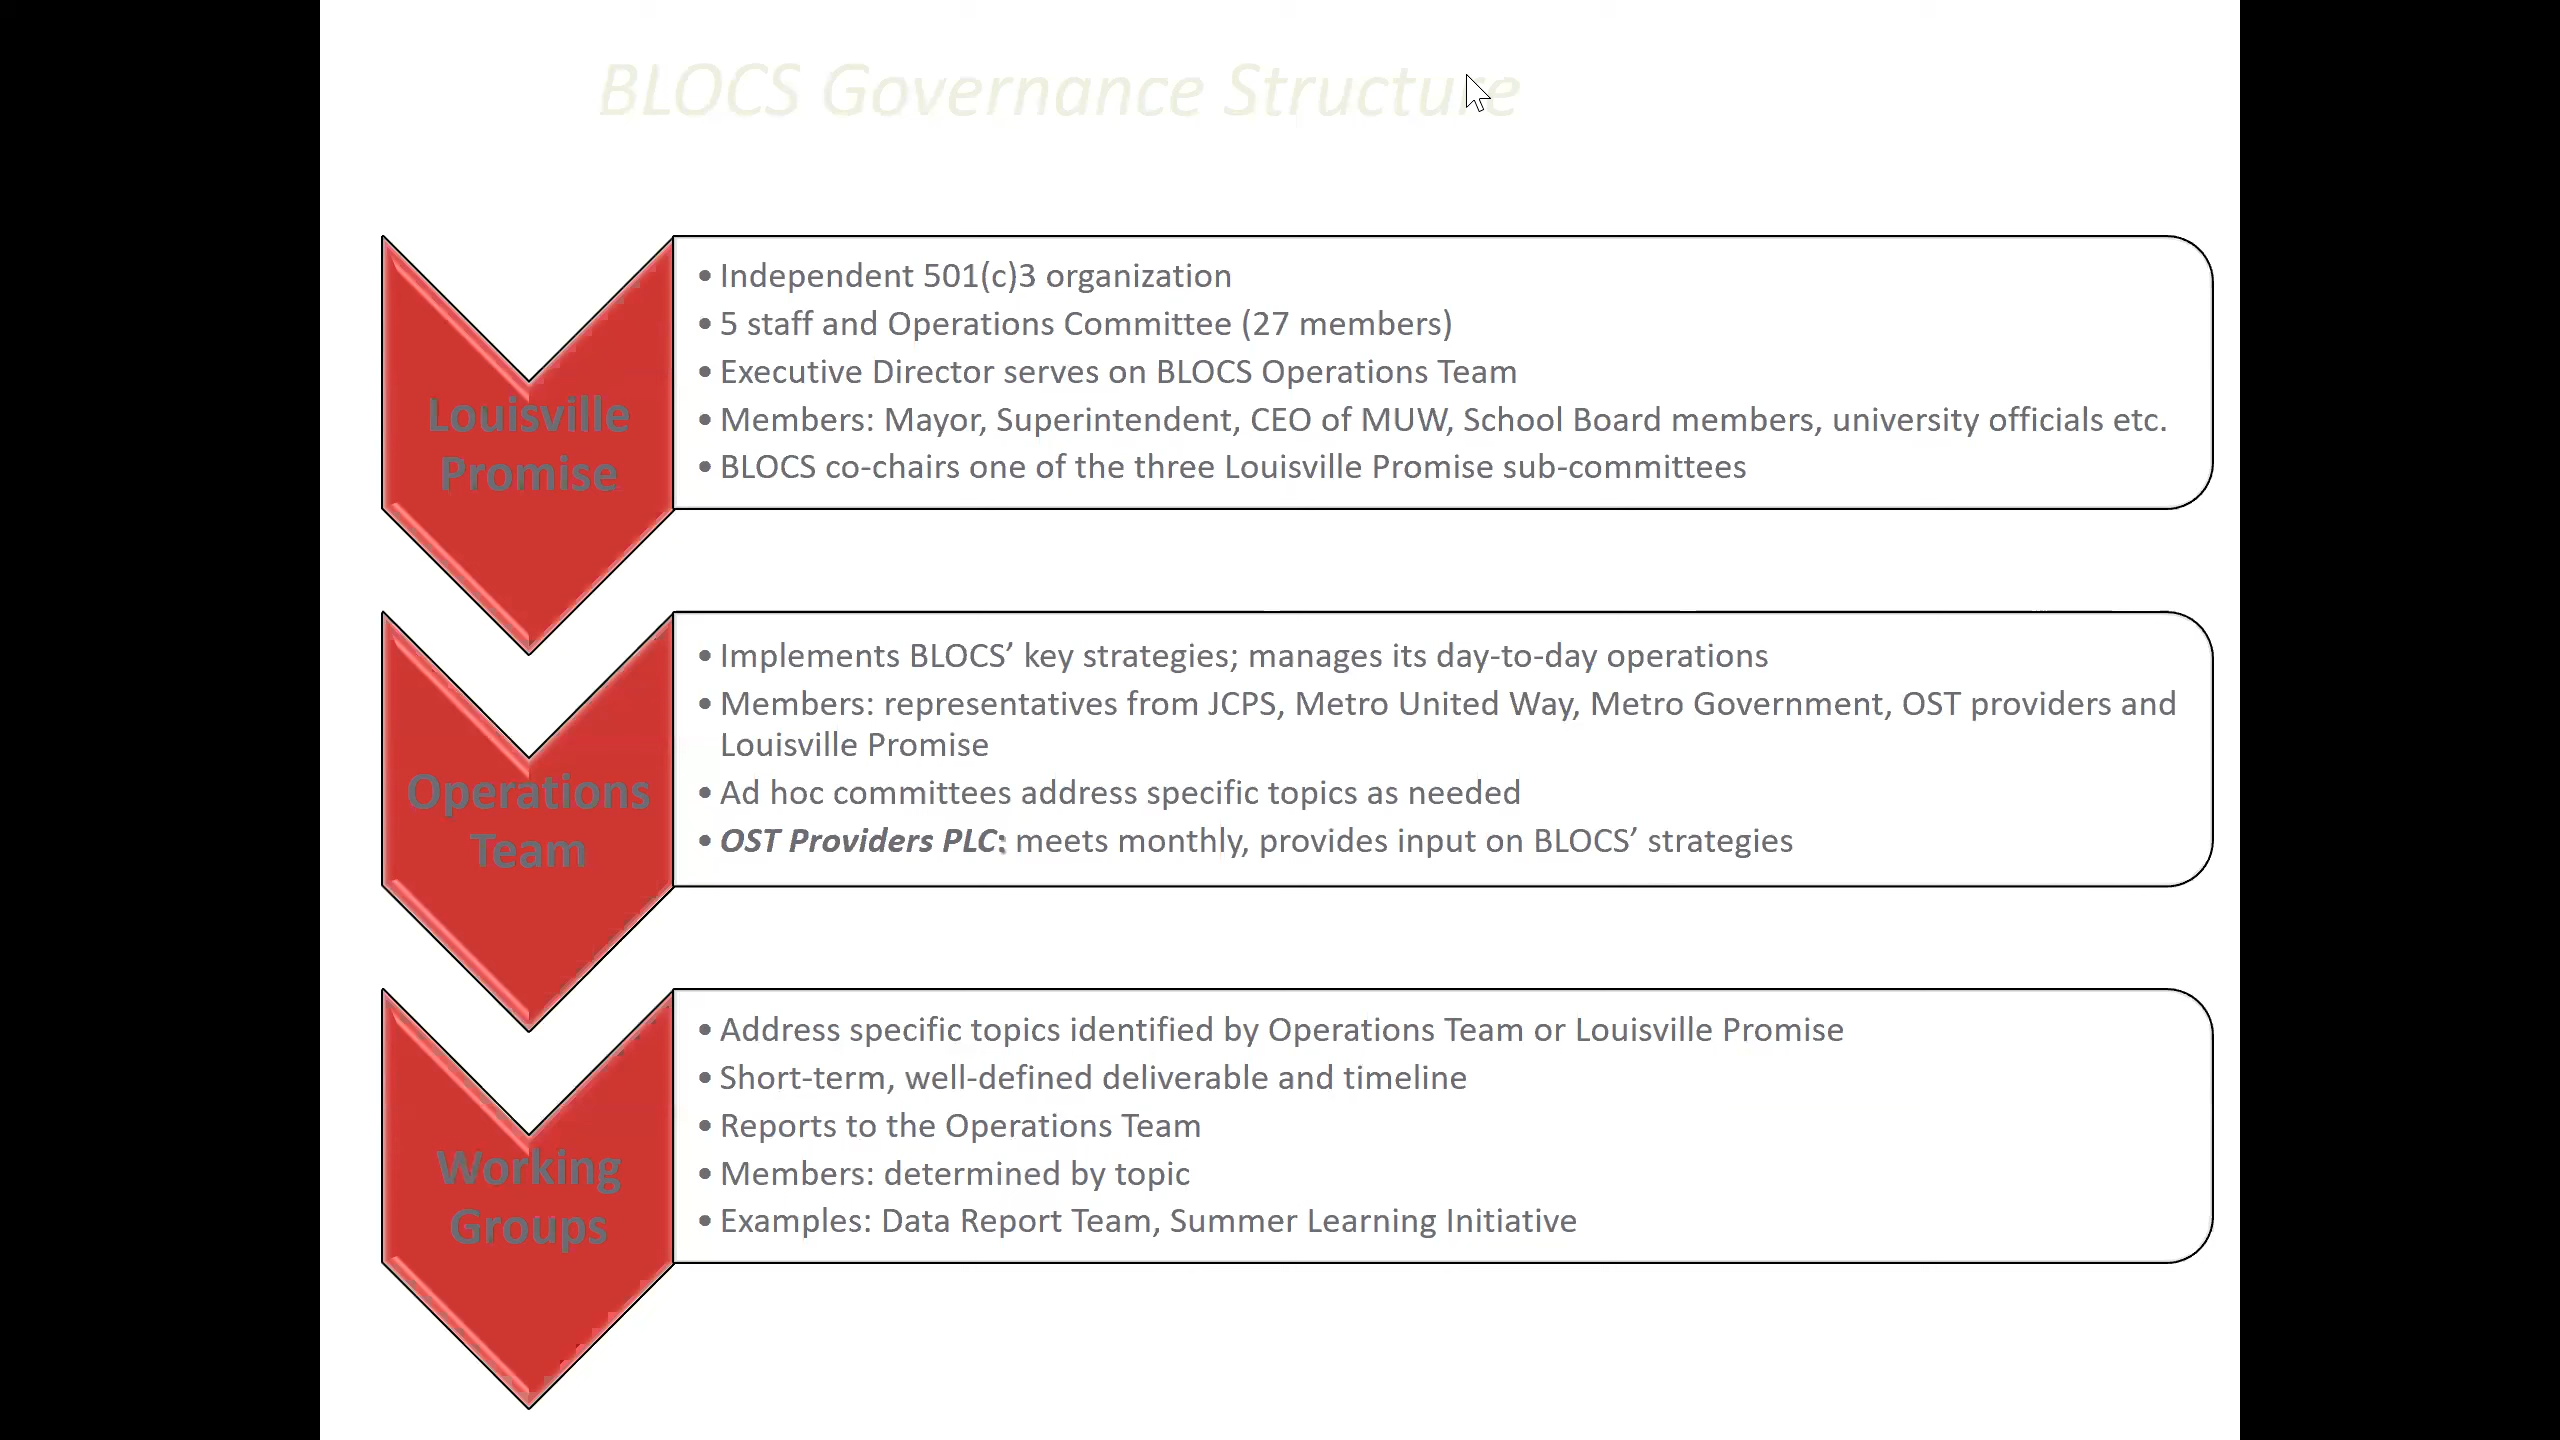 BLOCS Governance Structure
Louisville
Promise
• Independent 501(c)3 organization
• 5 staff and Operations Committee (27 members)
• Executive Director serves on BLOCS Operations Team
• Members: Mayor, Superintendent, CEO of MUW, School Board members, university officials etc.
• BLOCS co-chairs one of the three Louisville Promise sub-committees
Operations
Team
• Implements BLOCS’ key strategies; manages its day-to-day operations
• Members: representatives from JCPS, Metro United Way, Metro Government, OST providers and
Louisville Promise
• Ad hoc committees address specific topics as needed
• OST Providers PLC: meets monthly, provides input on BLOCS’ strategies
Working
Groups
• Address specific topics identified by Operations Team or Louisville Promise
• Short-term, well-defined deliverable and timeline
• Reports to the Operations Team
• Members: determined by topic
• Examples: Data Report Team, Summer Learning Initiative